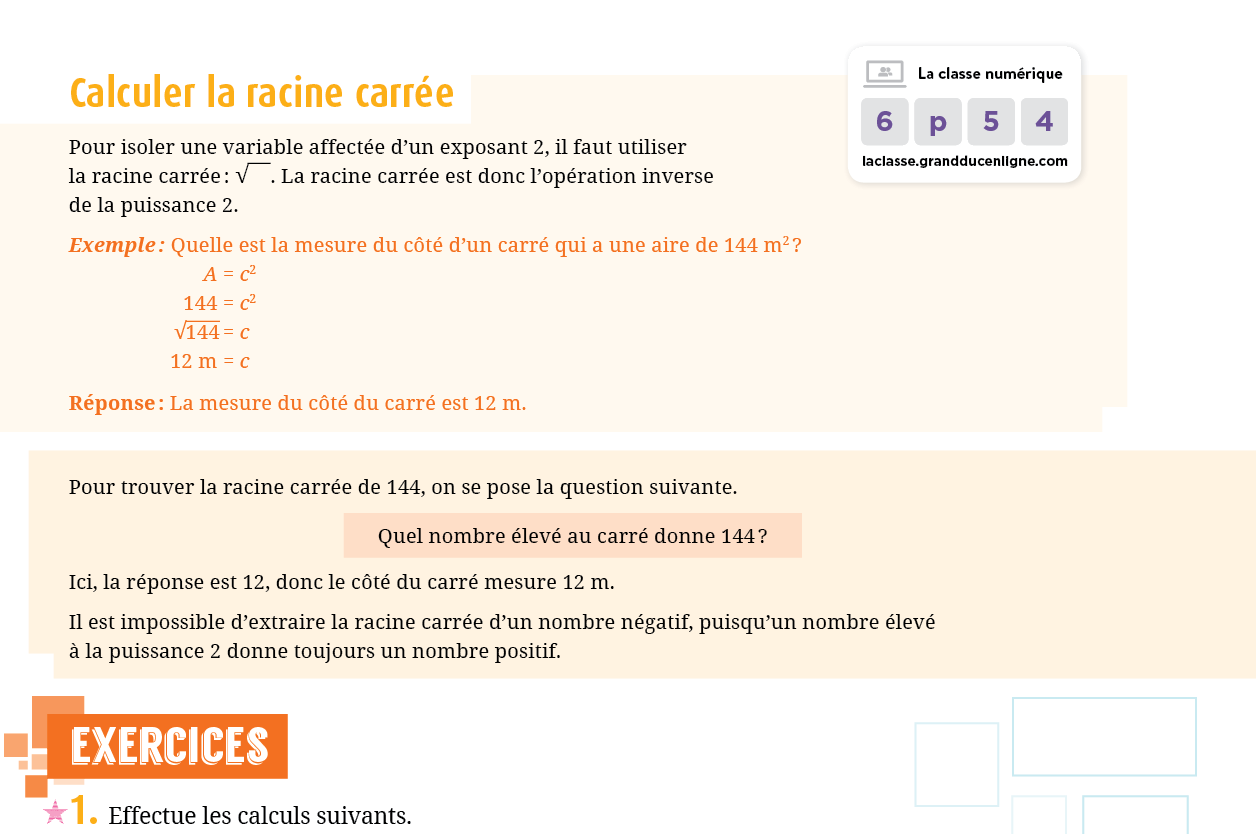 Calculer la racine carrée
La classe numérique
6 p 5 4
laclasse.grandducenligne.com
Pour isoler une variable affectée d’un exposant 2, il faut utiliser
la racine carrée : √ . La racine carrée est donc l’opération inverse
de la puissance 2.
Exemple : Quelle est la mesure du côté d’un carré qui a une aire de 144 m² ?
A = c²
144 = c²
√144 = c
12 m = c
Réponse : La mesure du côté du carré est 12 m.
Pour trouver la racine carrée de 144, on se pose la question suivante.
Quel nombre élevé au carré donne 144 ?
Ici, la réponse est 12, donc le côté du carré mesure 12 m.
Il est impossible d’extraire la racine carrée d’un nombre négatif, puisqu’un nombre élevé
à la puissance 2 donne toujours un nombre positif.
EXERCICES
1. Effectue les calculs suivants.